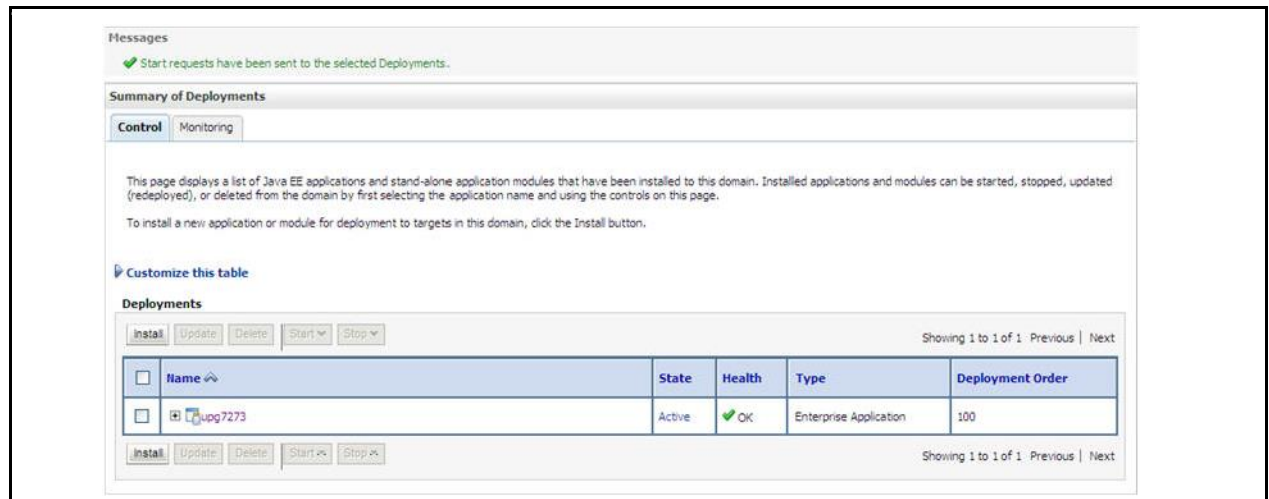 Messages
Start requests have been sent to the selected Deployments.
Summary of Deployments
Control Monitoring
This page displays a list of Java EE applications and stand-alone application modules that have been installed to this domain. Installed applications and modules can be started, stopped, updated
(redeployed), or deleted from the domain by first selecting the application name and using the controls on this page.
To install a new application or module for deployment to targets in this domain, click the Install button.
Customize this table
Deployments
Install Update Delete Start Stop Showing 1 to 1 of 1 Previous | Next
Name State Health Type Deployment Order
upg7273 Active OK Enterprise Application 100
Install Update Delete Start Stop Showing 1 to 1 of 1 Previous | Next